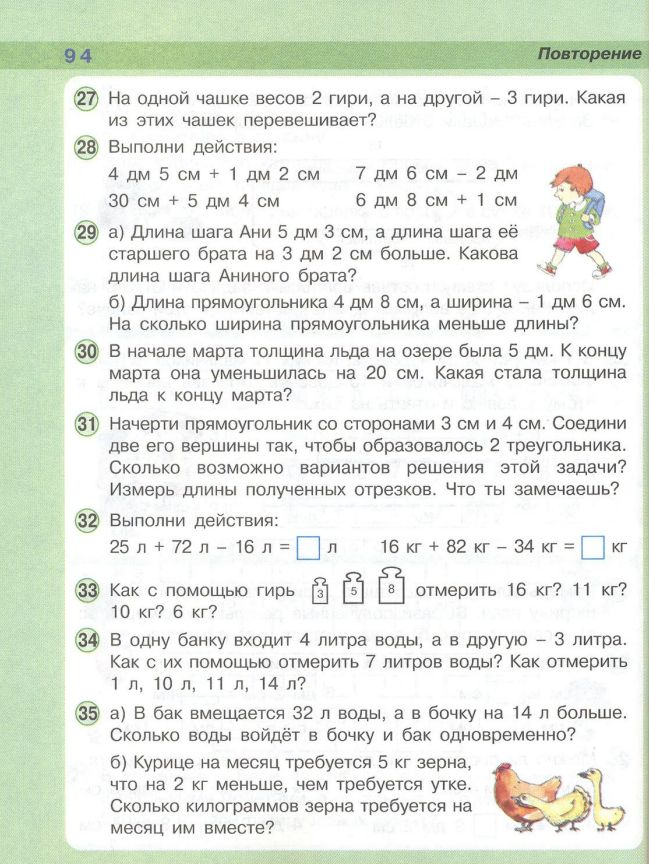 94
Повторение
27 На одной чашке весов 2 гири, а на другой – 3 гири. Какая
из этих чашек перевешивает?
28 Выполни действия:
4 дм 5 см + 1 дм 2 см 7 дм 6 см – 2 дм
30 см + 5 дм 4 см 6 дм 8 см + 1 см
29 а) Длина шага Ани 5 дм 3 см, а длина шага её
старшего брата на 3 дм 2 см больше. Какова
длина шага Аниного брата?
б) Длина прямоугольника 4 дм 8 см, а ширина – 1 дм 6 см.
На сколько ширина прямоугольника меньше длины?
30 В начале марта толщина льда на озере была 5 дм. К концу
марта она уменьшилась на 20 см. Какая стала толщина
льда к концу марта?
31 Начерти прямоугольник со сторонами 3 см и 4 см. Соедини
две его вершины так, чтобы образовалось 2 треугольника.
Сколько возможно вариантов решения этой задачи?
Измерь длины полученных отрезков. Что ты замечаешь?
32 Выполни действия:
25 л + 72 л – 16 л = л 16 кг + 82 кг – 34 кг = кг
33 Как с помощью гирь 3 5 8 отмерить 16 кг? 11 кг?
10 кг? 6 кг?
34 В одну банку входит 4 литра воды, а в другую – 3 литра.
Как с их помощью отмерить 7 литров воды? Как отмерить
1 л, 10 л, 11 л, 14 л?
35 а) В бак вмещается 32 л воды, а в бочку на 14 л больше.
Сколько воды войдёт в бочку и бак одновременно?
б) Курице на месяц требуется 5 кг зерна,
что на 2 кг меньше, чем требуется утке.
Сколько килограммов зерна требуется на
месяц им вместе?